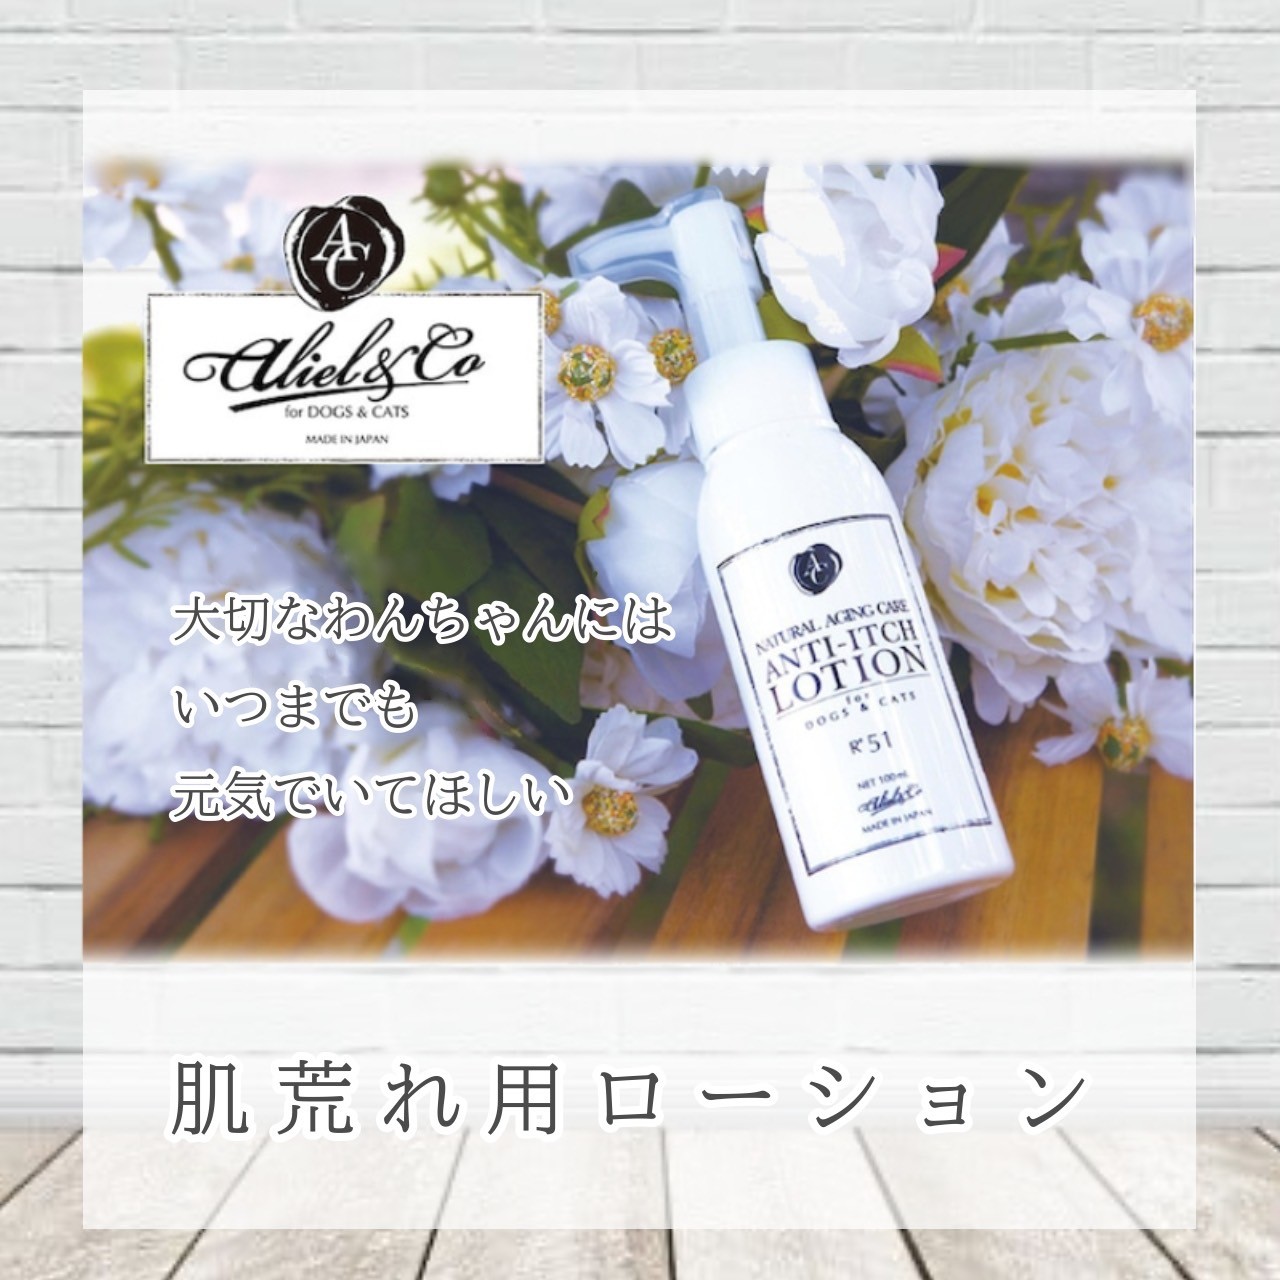 AC
Aliel&Co
for DOGS & CATS
MADE IN JAPAN
大切なわんちゃんには
いつまでも
元気でいてほしい
AC
NATURAL AGING CARE
ANTI-ITCH
LOTION
for
DOGS & CATS
R*51
NET 100mL
Aliel&Co
MADE IN JAPAN
肌荒れ用ローション